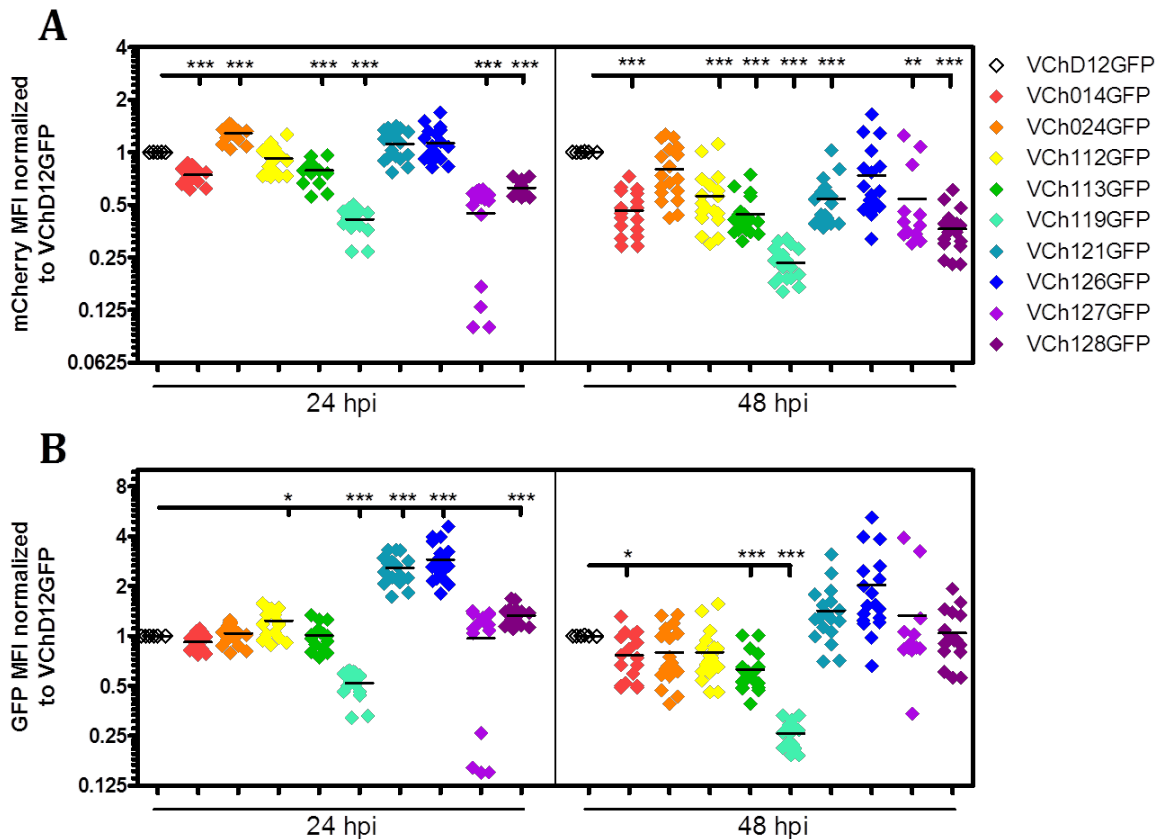 A
mCherry MFI normalized
to VChD12GFP
4
2
1
0.5
0.25
0.125
0.0625
*** *** *** *** *** ***
*** *** *** *** *** ** ***
24 hpi
48 hpi
VChD12GFP
VCh014GFP
VCh024GFP
VCh112GFP
VCh113GFP
VCh119GFP
VCh121GFP
VCh126GFP
VCh127GFP
VCh128GFP
B
GFP MFI normalized
to VChD12GFP
8
4
2
1
0.5
0.25
0.125
* *** *** *** ***
* *** ***
24 hpi
48 hpi